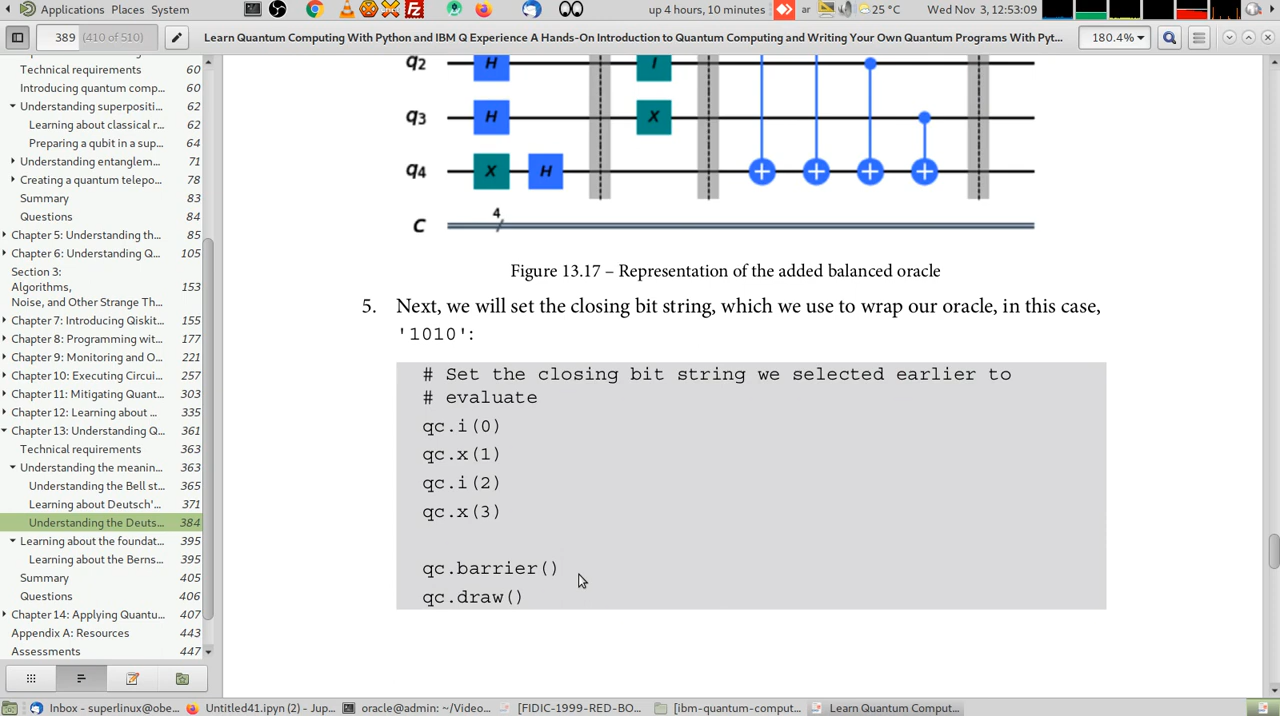 Applications Places System
up 4 hours, 10 minutes
ar
25 °C
Wed Nov 3, 12:53:09
389 (410 of 510)
Learn Quantum Computing With Python and IBM Q Experience A Hands-On Introduction to Quantum Computing and Writing Your Own Quantum Programs With Pyt...
180.4%
Technical requirements 60
Introducing quantum comp... 60
Understanding superpositi... 62
Learning about classical r... 62
Preparing a qubit in a sup... 64
Understanding entanglem... 71
Creating a quantum telepo... 78
Summary 83
Questions 84
Chapter 5: Understanding th... 85
Chapter 6: Understanding Q... 105
Section 3:
Algorithms,
Noise, and Other Strange Th... 153
Chapter 7: Introducing Qiskit... 155
Chapter 8: Programming wit... 177
Chapter 9: Monitoring and O... 221
Chapter 10: Executing Circui... 257
Chapter 11: Mitigating Quant... 303
Chapter 12: Learning about ... 335
Chapter 13: Understanding Q... 361
Technical requirements 363
Understanding the meanin... 363
Understanding the Bell st... 365
Learning about Deutsch'... 371
Understanding the Deuts... 384
Learning about the foundat... 395
Learning about the Berns... 395
Summary 405
Questions 406
Chapter 14: Applying Quantu... 407
Appendix A: Resources 443
Assessments 447
q2 H I
q3 H X
q4 X H
4
C
Figure 13.17 – Representation of the added balanced oracle
5. Next, we will set the closing bit string, which we use to wrap our oracle, in this case,
'1010':
# Set the closing bit string we selected earlier to
# evaluate
qc.i(0)
qc.x(1)
qc.i(2)
qc.x(3)
qc.barrier()
qc.draw()
Inbox - superlinux@obe...
Untitled41.ipyn (2) - Jup...
oracle@admin: ~/Video...
[FIDIC-1999-RED-BO...
[ibm-quantum-comput...
Learn Quantum Comput...